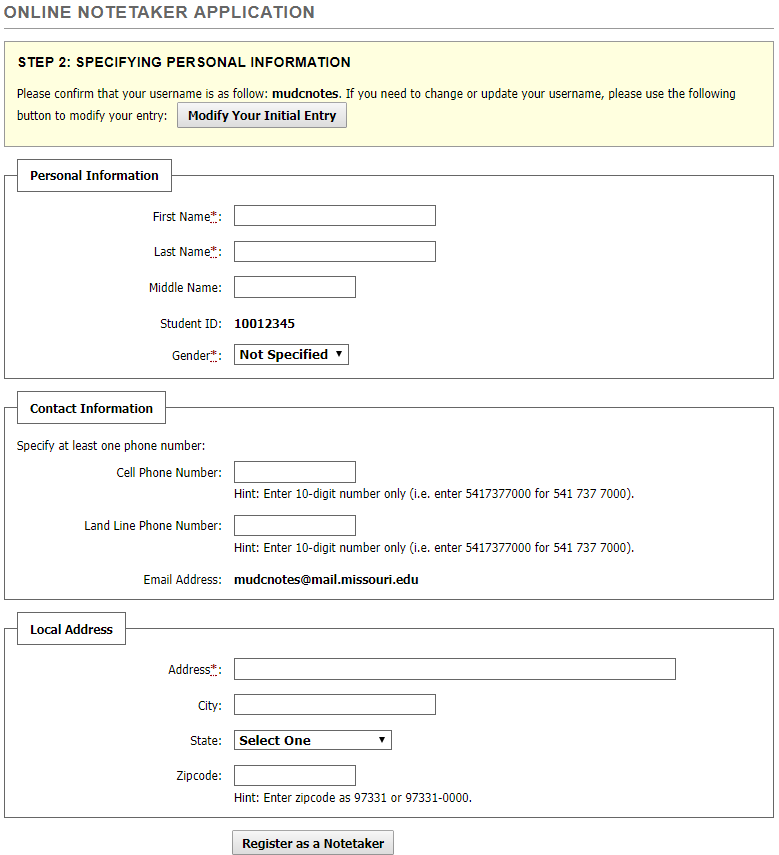 ONLINE NOTETAKER APPLICATION
STEP 2: SPECIFYING PERSONAL INFORMATION
Please confirm that your username is as follow: mudcnotes. If you need to change or update your username, please use the following
button to modify your entry: Modify Your Initial Entry
Personal Information
First Name*:
Last Name*:
Middle Name:
Student ID: 10012345
Gender*: Not Specified
Contact Information
Specify at least one phone number:
Cell Phone Number:
Hint: Enter 10-digit number only (i.e. enter 5417377000 for 541 737 7000).
Land Line Phone Number:
Hint: Enter 10-digit number only (i.e. enter 5417377000 for 541 737 7000).
Email Address: mudcnotes@mail.missouri.edu
Local Address
Address*:
City:
State: Select One
Zipcode:
Hint: Enter zipcode as 97331 or 97331-0000.
Register as a Notetaker